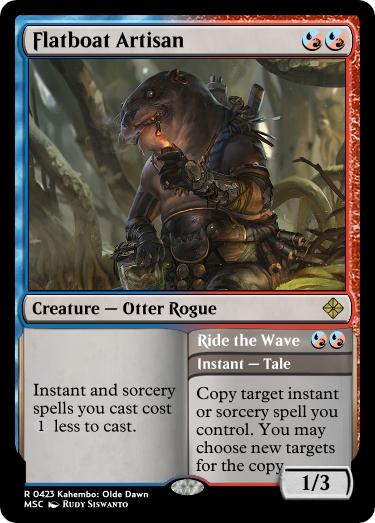 Flatboat Artisan
Creature — Otter Rogue
Instant and sorcery
spells you cast cost
1 less to cast.
Ride the Wave
Instant — Tale
Copy target instant
or sorcery spell you
control. You may
choose new targets
for the copy.
1/3
R 0423 Kahembo: Olde Dawn
MSC Rudy Siswanto